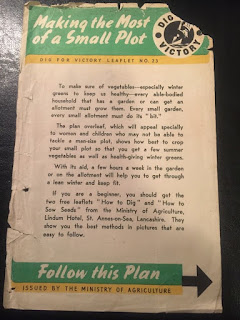 Making the Most
of a Small Plot
DIG FOR VICTORY
DIG FOR VICTORY LEAFLET NO. 23
To make sure of vegetables—especially winter
greens to keep us healthy—every able-bodied
household that has a garden or can get an
allotment must grow them. Every small garden,
every small allotment must do its "bit."
The plan overleaf, which will appeal specially
to women and children who may not be able to
tackle a man-size plot, shows how best to crop
your small plot so that you get a few summer
vegetables as well as health-giving winter greens.
With its aid, a few hours a week in the garden
or on the allotment will help you to get through
a lean winter and keep fit.
If you are a beginner, you should get the
two free leaflets "How to Dig" and "How to
Sow Seeds" from the Ministry of Agriculture,
Lindum Hotel, St. Annes-on-Sea, Lancashire. They
show you the best methods in pictures that are
easy to follow.
Follow this Plan
ISSUED BY THE MINISTRY OF AGRICULTURE